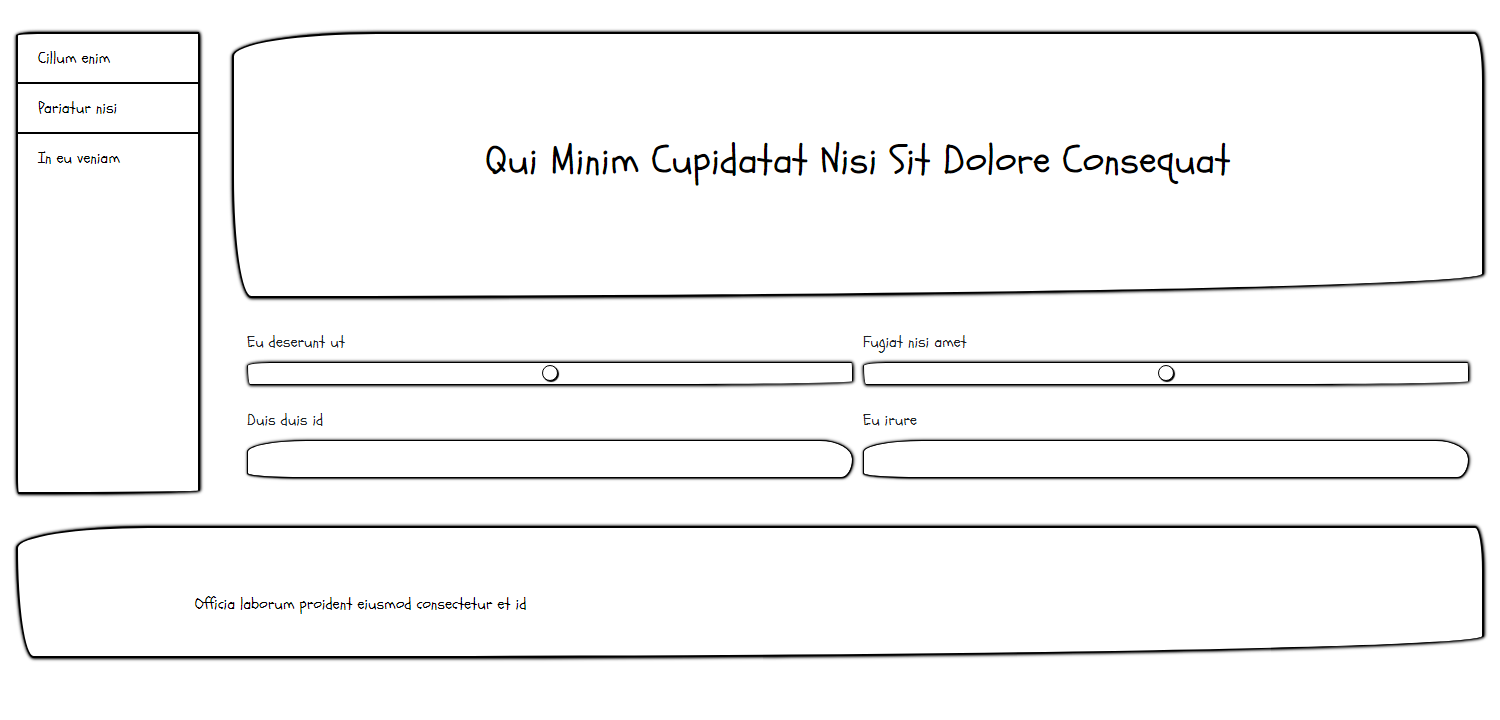 Cillum enim
Pariatur nisi
In eu veniam
Qui Minim Cupidatat Nisi Sit Dolore Consequat
Eu deserunt ut
Fugiat nisi amet
Duis duis id
Eu irure
Officia laborum proident eiusmod consectetur et id